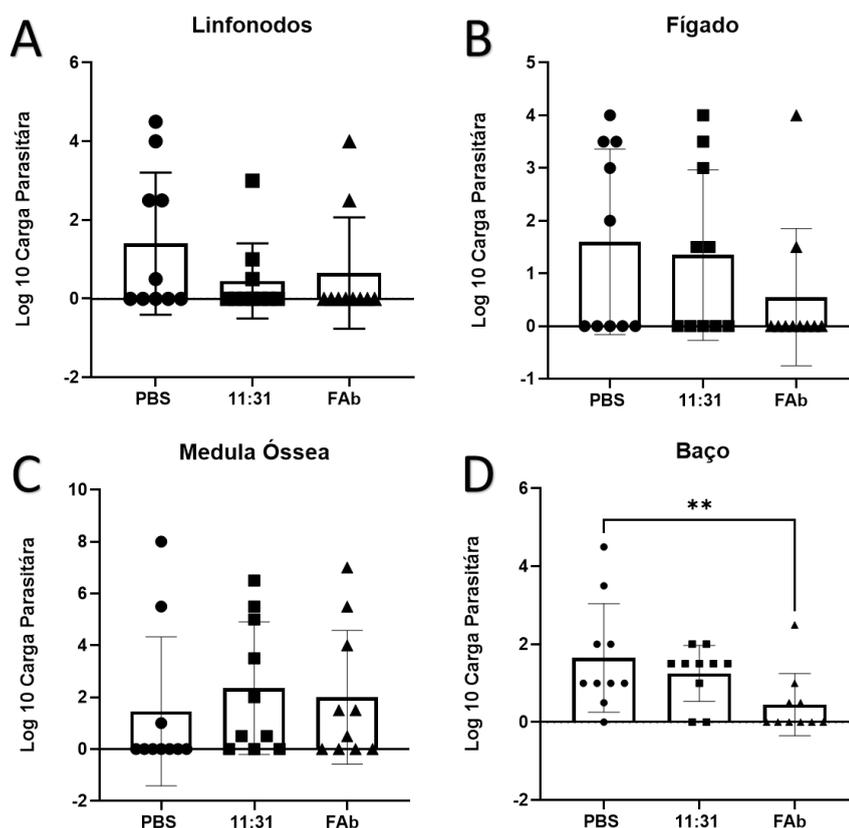 A
Linfonodos
Log 10 Carga Parasitára
6
4
2
0
-2
PBS 11:31 FAb
B
Fígado
Log 10 Carga Parasitára
5
4
3
2
1
0
-1
PBS 11:31 FAb
C
Medula Óssea
Log 10 Carga Parasitára
10
8
6
4
2
0
-2
PBS 11:31 FAb
D
Baço
Log 10 Carga Parasitára
6
4
2
0
-2
**
PBS 11:31 FAb